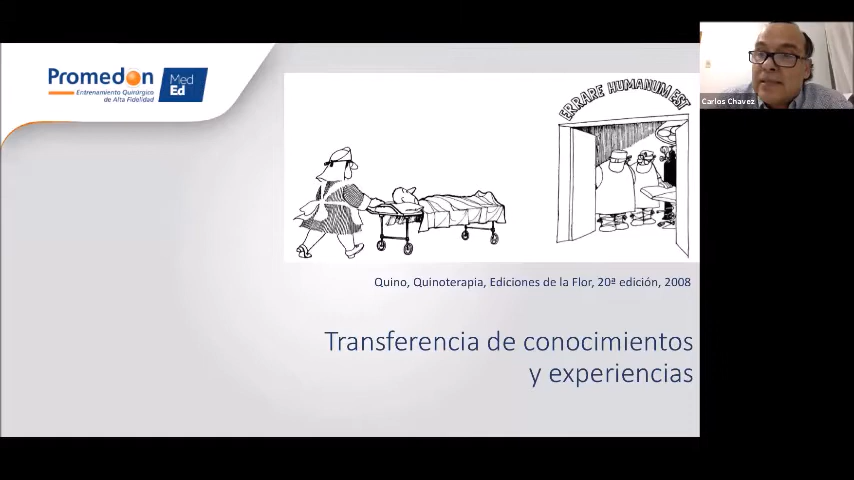 Promedon
Med
Ed
Entrenamiento Quirúrgico
de Alta Fidelidad
ERRARE HUMANUM EST
Carlos Chavez
Quino, Quinoterapia, Ediciones de la Flor, 20ª edición, 2008
Transferencia de conocimientos
y experiencias